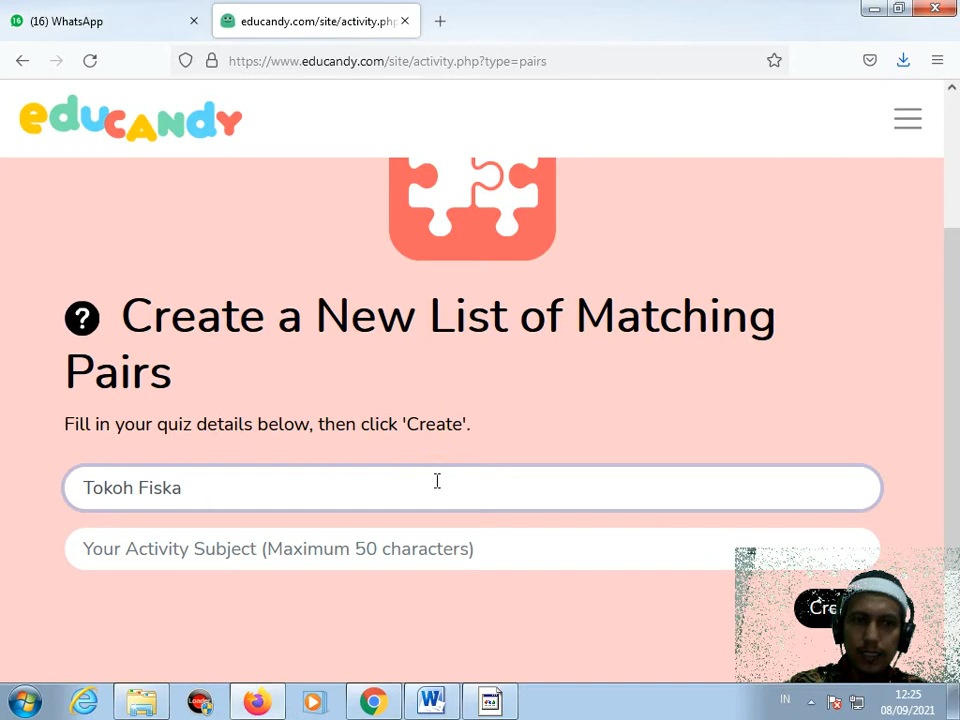 (16) WhatsApp
educandy.com/site/activity.ph
https://www.educandy.com/site/activity.php?type=pairs
educandy
? Create a New List of Matching
Pairs
Fill in your quiz details below, then click 'Create'.
Tokoh Fiska
Your Activity Subject (Maximum 50 characters)
Cre
IN
12:25
08/09/2021